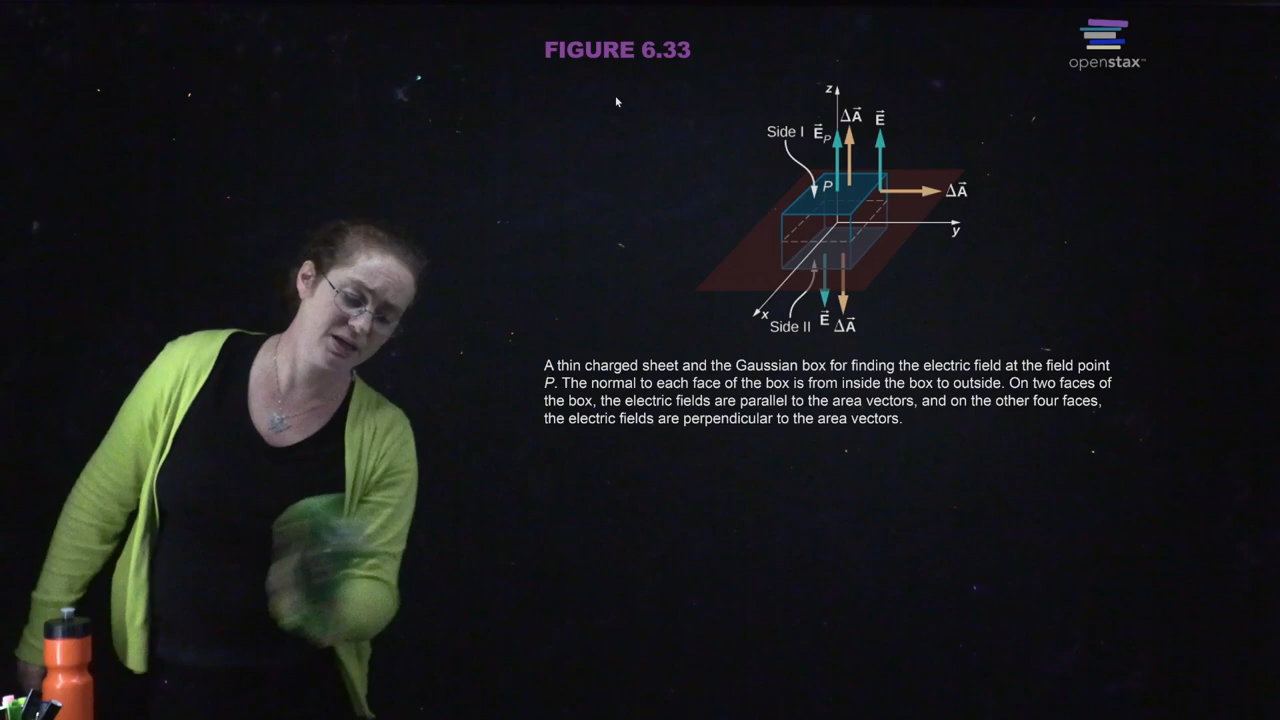 FIGURE 6.33
openstax™
z
ΔA⃗
E⃗
Side I
E⃗P
P
ΔA⃗
y
x
Side II
E⃗
ΔA⃗
A thin charged sheet and the Gaussian box for finding the electric field at the field point
P. The normal to each face of the box is from inside the box to outside. On two faces of
the box, the electric fields are parallel to the area vectors, and on the other four faces,
the electric fields are perpendicular to the area vectors.